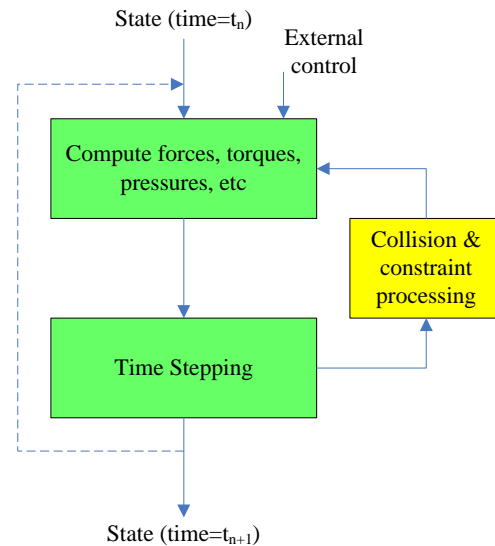 State (time=tₙ)
External
control
Compute forces, torques,
pressures, etc
Collision &
constraint
processing
Time Stepping
State (time=tₙ₊₁)